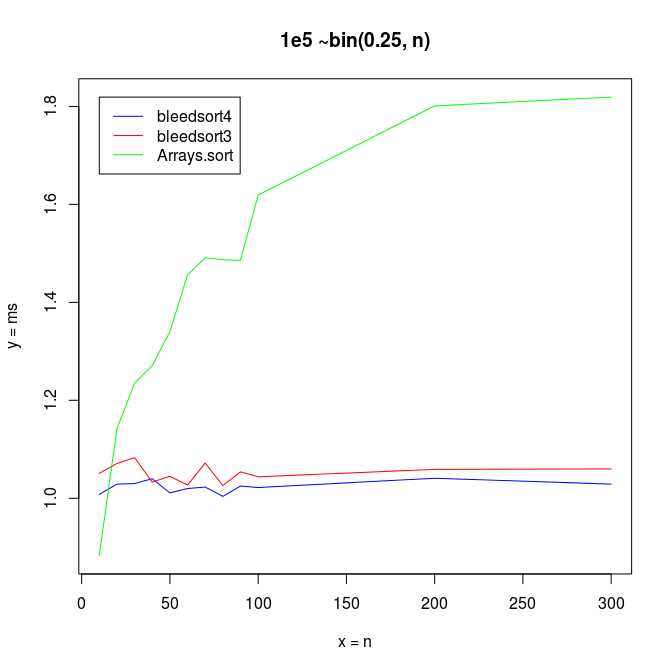 1e5 ~bin(0.25, n)
bleedsort4
bleedsort3
Arrays.sort
y = ms
1.8
1.6
1.4
1.2
1.0
0 50 100 150 200 250 300
x = n